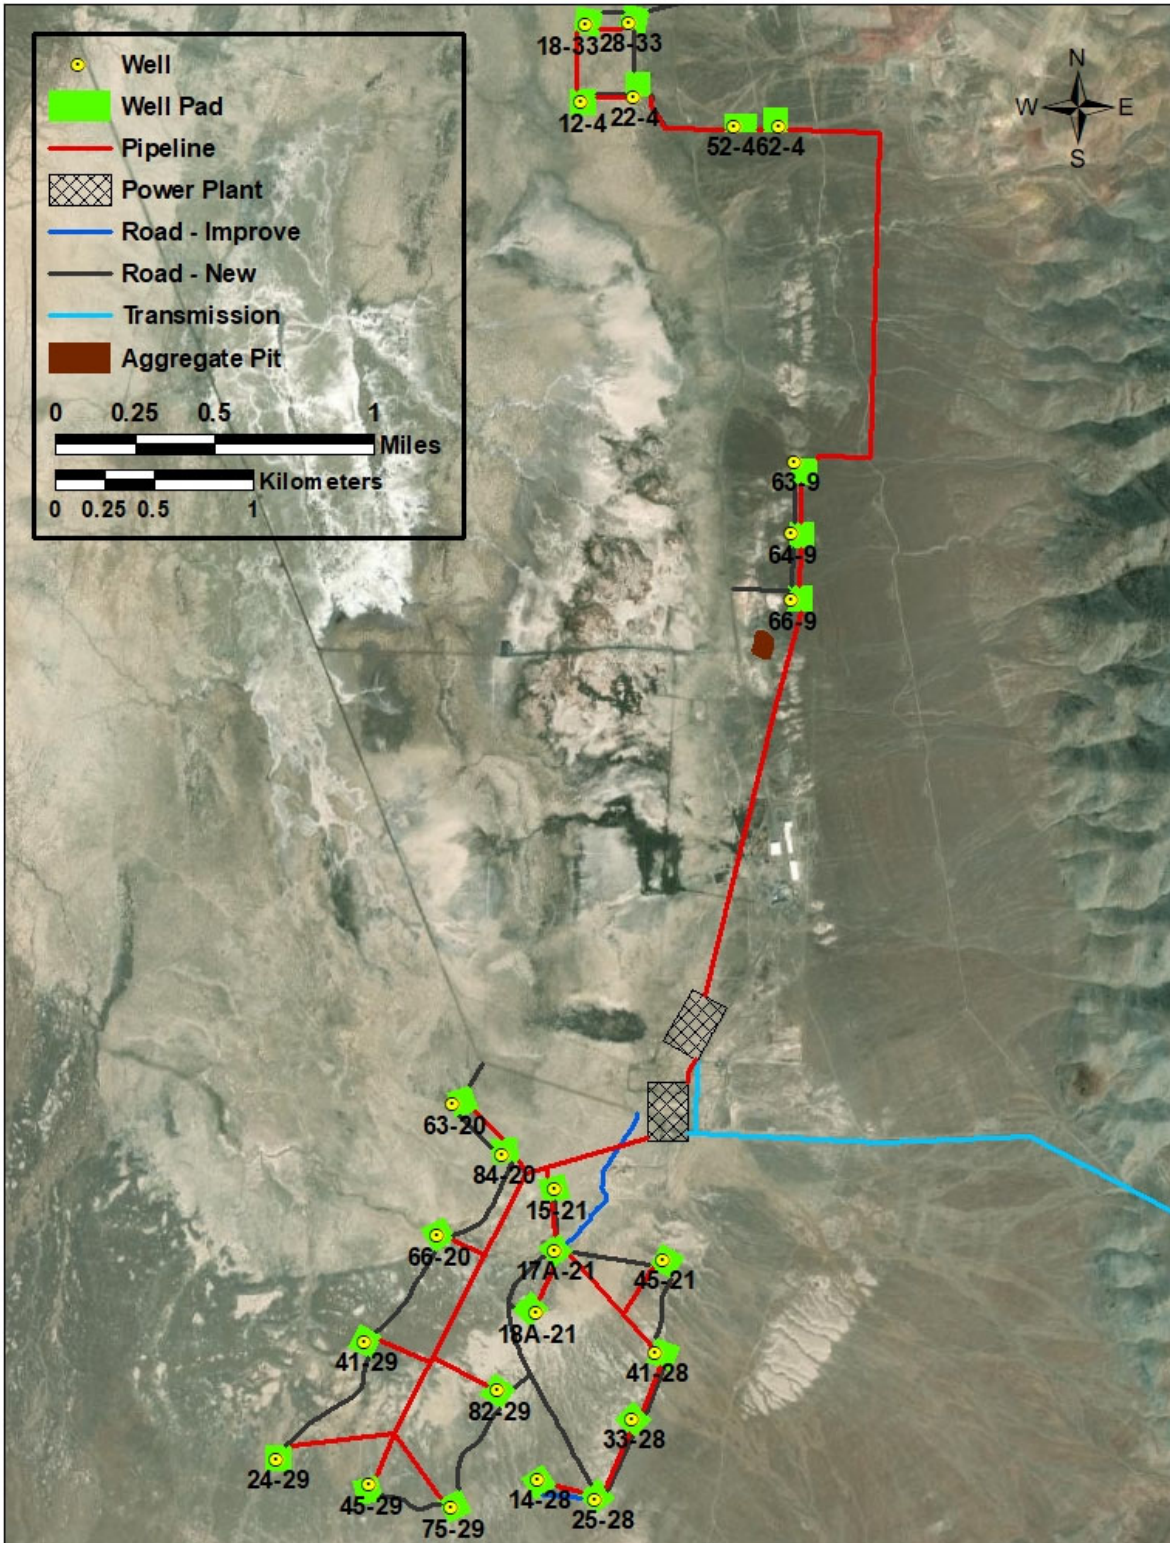 18-33 28-33
Well
Well Pad
Pipeline
Power Plant
Road - Improve
Road - New
Transmission
Aggregate Pit
0 0.25 0.5 1
Miles
Kilometers
0 0.25 0.5 1
N
W E
S
12-4 22-4
52-4 62-4
63-9
64-9
66-9
63-20
84-20
15-21
66-20
17A-21
45-21
18A-21
41-29
41-28
82-29
33-28
24-29
45-29
14-28
25-28
75-29